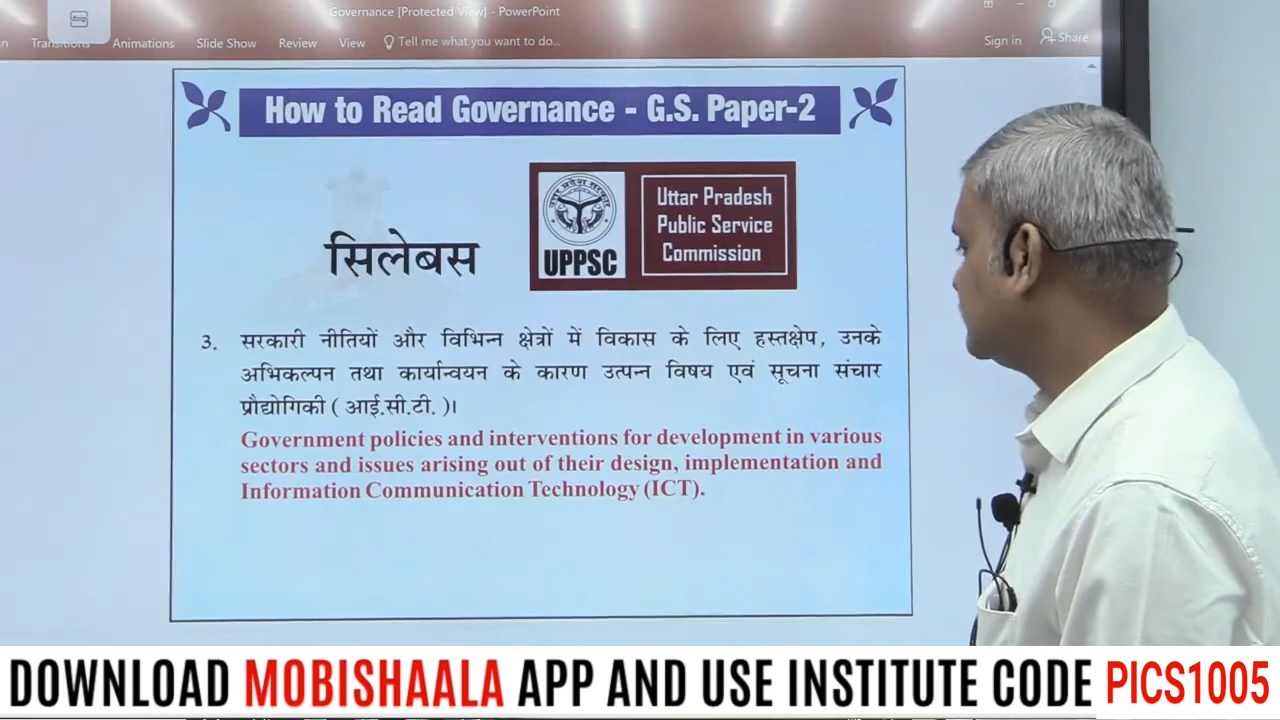 Governance [Protected View] - PowerPoint
Transitions Animations Slide Show Review View Tell me what you want to do... Sign in Share
How to Read Governance - G.S. Paper-2
सिलेबस
उत्तर प्रदेश सरकार
UPPSC
Uttar Pradesh
Public Service
Commission
3. सरकारी नीतियों और विभिन्न क्षेत्रों में विकास के लिए हस्तक्षेप, उनके
अभिकल्पन तथा कार्यान्वयन के कारण उत्पन्न विषय एवं सूचना संचार
प्रौद्योगिकी ( आई.सी.टी. )।
Government policies and interventions for development in various
sectors and issues arising out of their design, implementation and
Information Communication Technology (ICT).
DOWNLOAD MOBISHAALA APP AND USE INSTITUTE CODE PICS1005